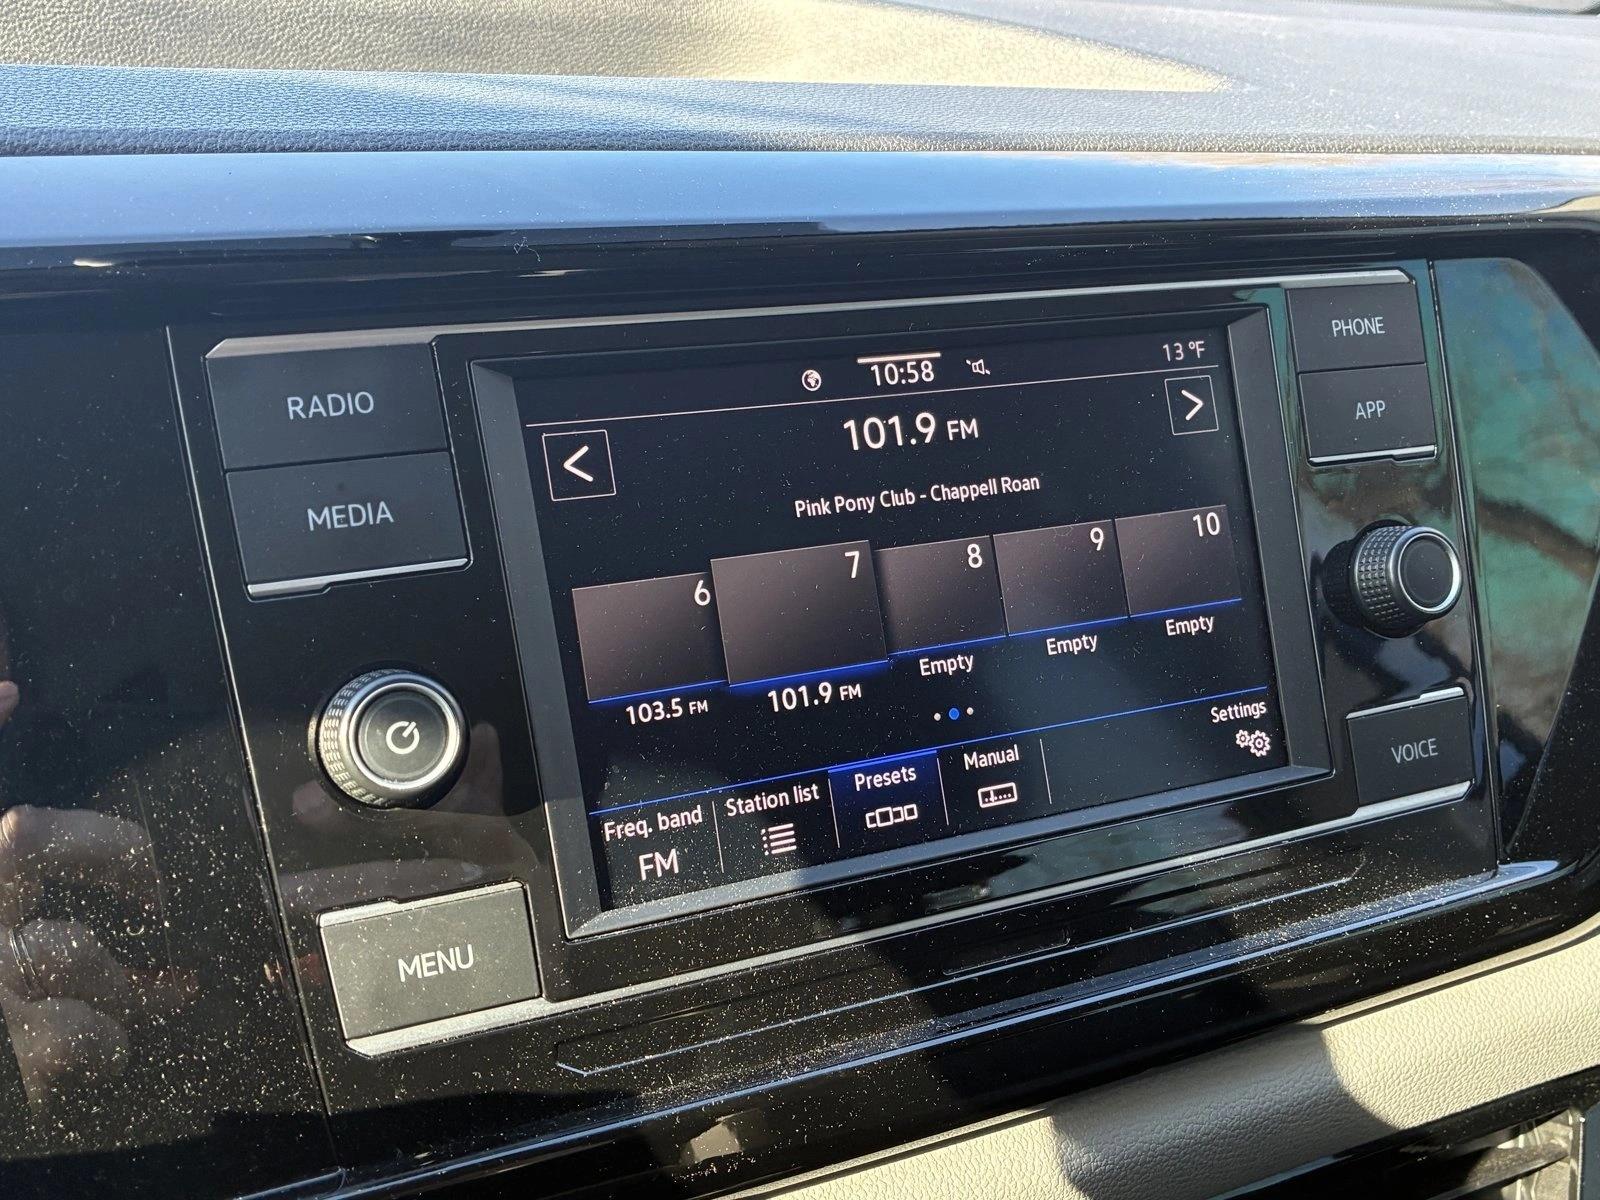 10:58
13 °F
101.9 FM
<
>
Pink Pony Club - Chappell Roan
6
7
8
9
10
103.5 FM
101.9 FM
Empty
Empty
Empty
Freq. band
FM
Station list
Presets
Manual
Settings
RADIO
MEDIA
MENU
PHONE
APP
VOICE